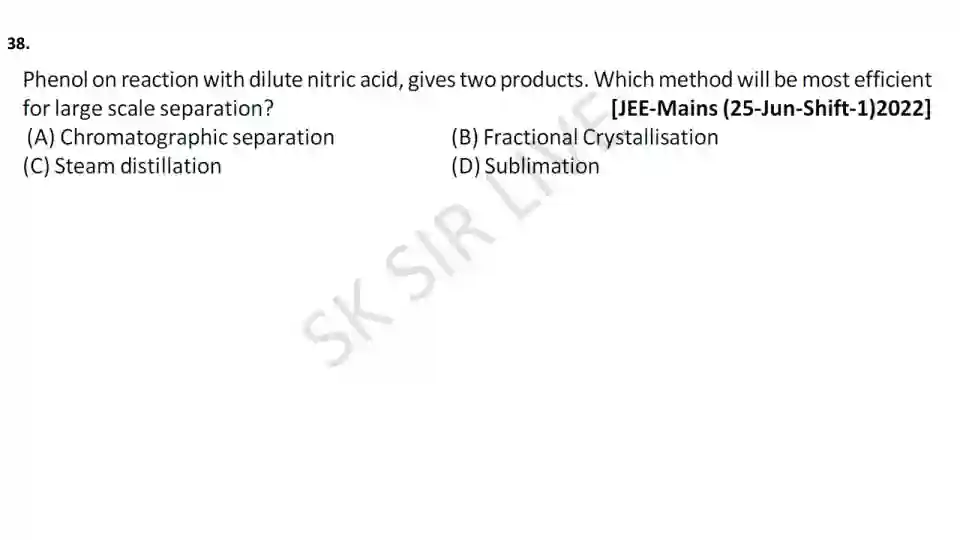 38.
Phenol on reaction with dilute nitric acid, gives two products. Which method will be most efficient
for large scale separation? [JEE-Mains (25-Jun-Shift-1)2022]
(A) Chromatographic separation (B) Fractional Crystallisation
(C) Steam distillation (D) Sublimation
SK SIR LIVE